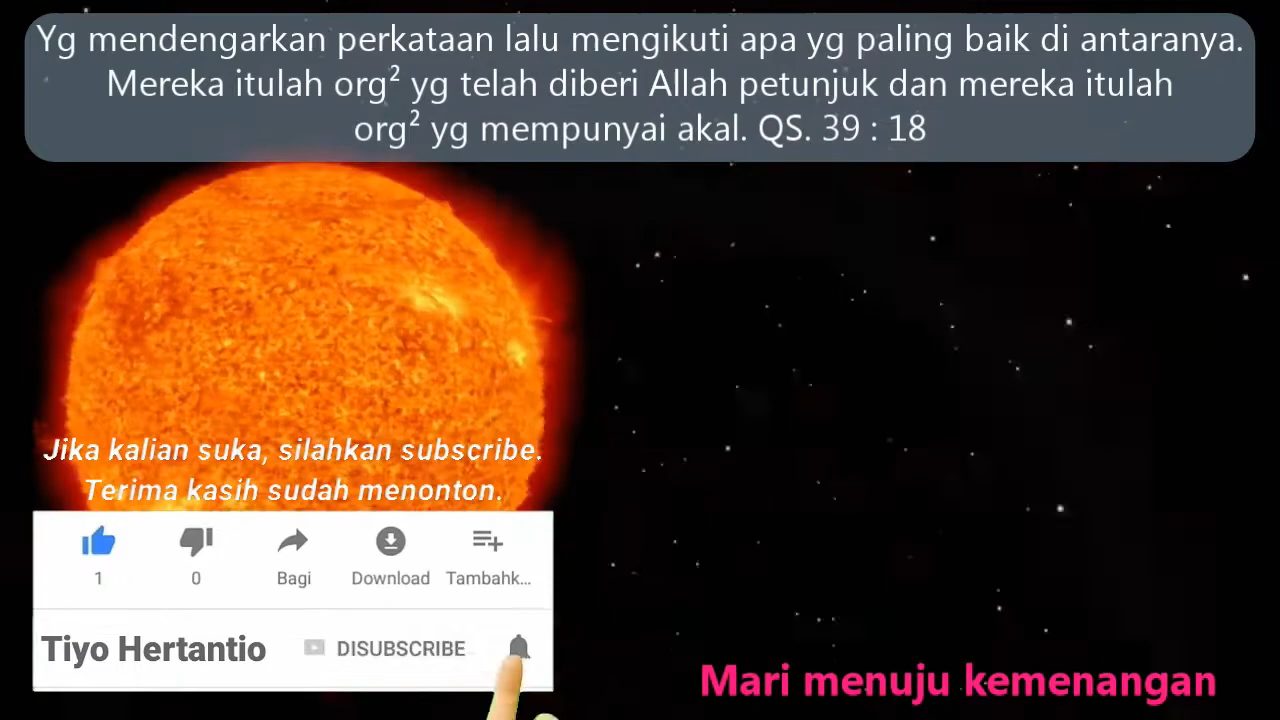 Yg mendengarkan perkataan lalu mengikuti apa yg paling baik di antaranya.
Mereka itulah org² yg telah diberi Allah petunjuk dan mereka itulah
org² yg mempunyai akal. QS. 39 : 18
Jika kalian suka, silahkan subscribe.
Terima kasih sudah menonton.
1 0 Bagi Download Tambahk...
Tiyo Hertantio DISUBSCRIBE
Mari menuju kemenangan